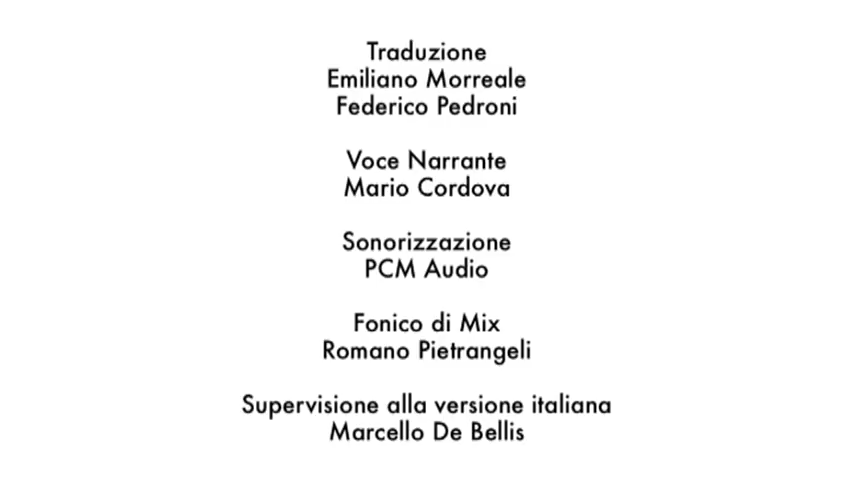 Traduzione
Emiliano Morreale
Federico Pedroni
Voce Narrante
Mario Cordova
Sonorizzazione
PCM Audio
Fonico di Mix
Romano Pietrangeli
Supervisione alla versione italiana
Marcello De Bellis